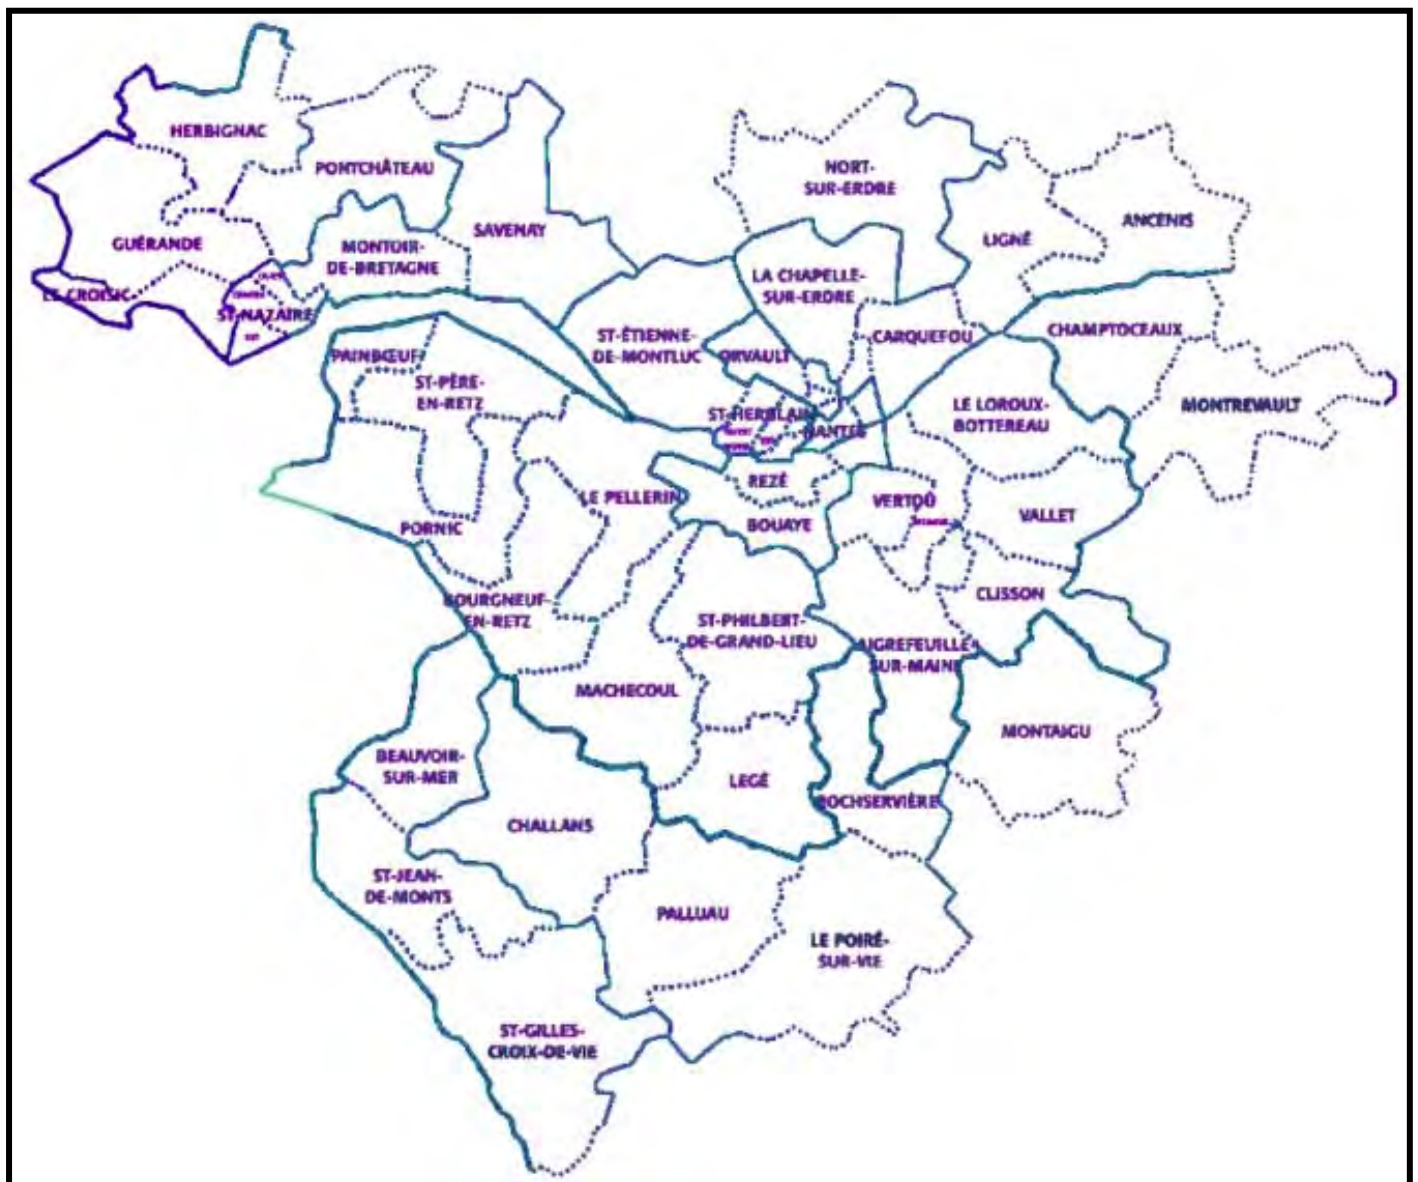 HERBIGNAC
PONTCHÂTEAU
NORT-
SUR-ERDRE
ANCENIS
SAVENAY
LIGNÉ
GUÉRANDE
MONTOIR-
DE-BRETAGNE
LA CHAPELLE-
SUR-ERDRE
LE CROISIC
ST-NAZAIRE
ST-ÉTIENNE-
DE-MONTLUC
ORVAULT
CARQUEFOU
CHAMPTOCEAUX
PAINBŒUF
ST-PÈRE-
EN-RETZ
LE LOROUX-
BOTTEREAU
MONTREVAULT
ST-HERBLAIN
NANTES
REZÉ
LE PELLERIN
VERTOU
VALLET
PORNIC
BOUAYE
CLISSON
BOURGNEUF-
EN-RETZ
ST-PHILBERT-
DE-GRAND-LIEU
AIGREFEUILLE-
SUR-MAINE
MACHECOUL
MONTAIGU
BEAUVOIR-
SUR-MER
LEGÉ
ROCHSERVIÈRE
CHALLANS
ST-JEAN-
DE-MONTS
PALLUAU
LE POIRÉ-
SUR-VIE
ST-GILLES-
CROIX-DE-VIE